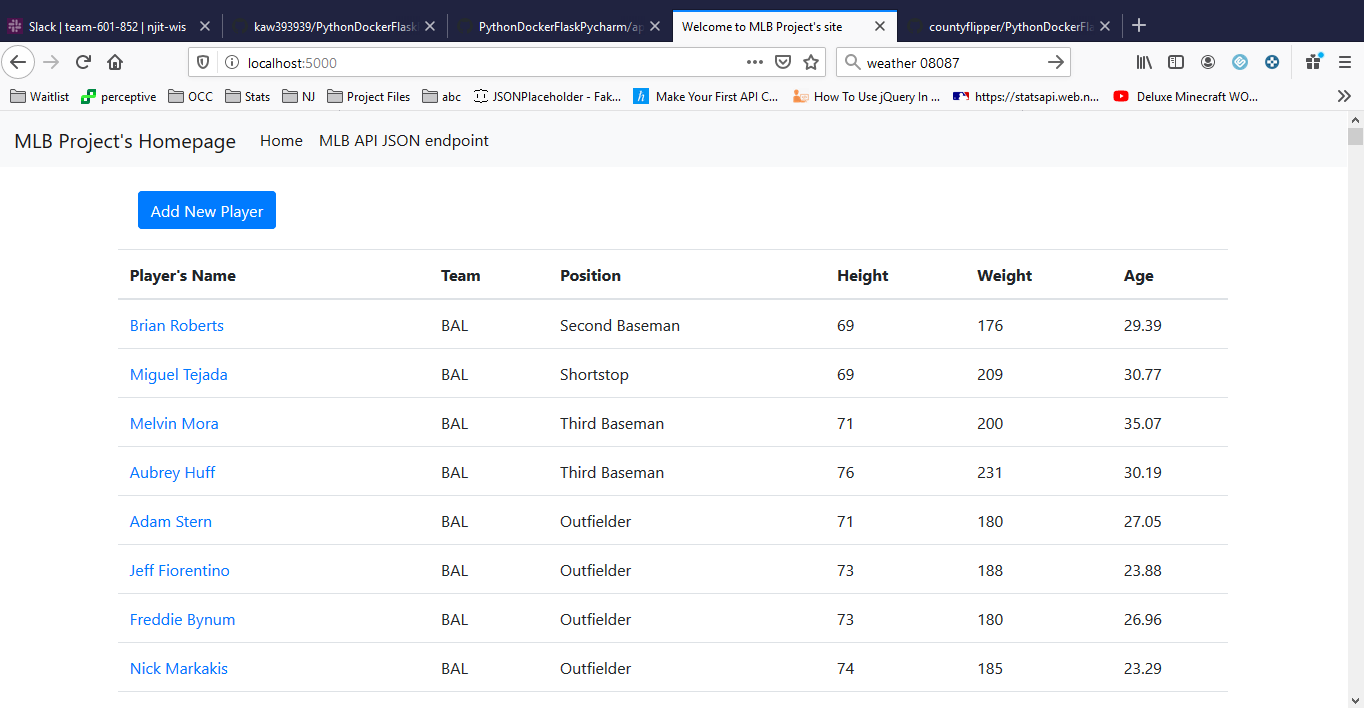 Slack | team-601-852 | njit-wis
kaw393939/PythonDockerFlask
PythonDockerFlaskPycharm/ap
Welcome to MLB Project's site
countyflipper/PythonDockerFla
localhost:5000
weather 08087
Waitlist perceptive OCC Stats NJ Project Files abc JSONPlaceholder - Fak... Make Your First API C... How To Use jQuery In ... https://statsapi.web.n... Deluxe Minecraft WO...
MLB Project's Homepage Home MLB API JSON endpoint
Add New Player
Player's Name Team Position Height Weight Age
Brian Roberts BAL Second Baseman 69 176 29.39
Miguel Tejada BAL Shortstop 69 209 30.77
Melvin Mora BAL Third Baseman 71 200 35.07
Aubrey Huff BAL Third Baseman 76 231 30.19
Adam Stern BAL Outfielder 71 180 27.05
Jeff Fiorentino BAL Outfielder 73 188 23.88
Freddie Bynum BAL Outfielder 73 180 26.96
Nick Markakis BAL Outfielder 74 185 23.29